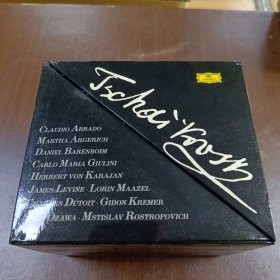 Tschaikowsky
CLAUDIO ABBADO
MARTHA ARGERICH
DANIEL BARENBOIM
CARLO MARIA GIULINI
HERBERT VON KARAJAN
JAMES LEVINE · LORIN MAAZEL
DUTOIT · GIDON KREMER
OZAWA · MSTISLAV ROSTROPOVICH